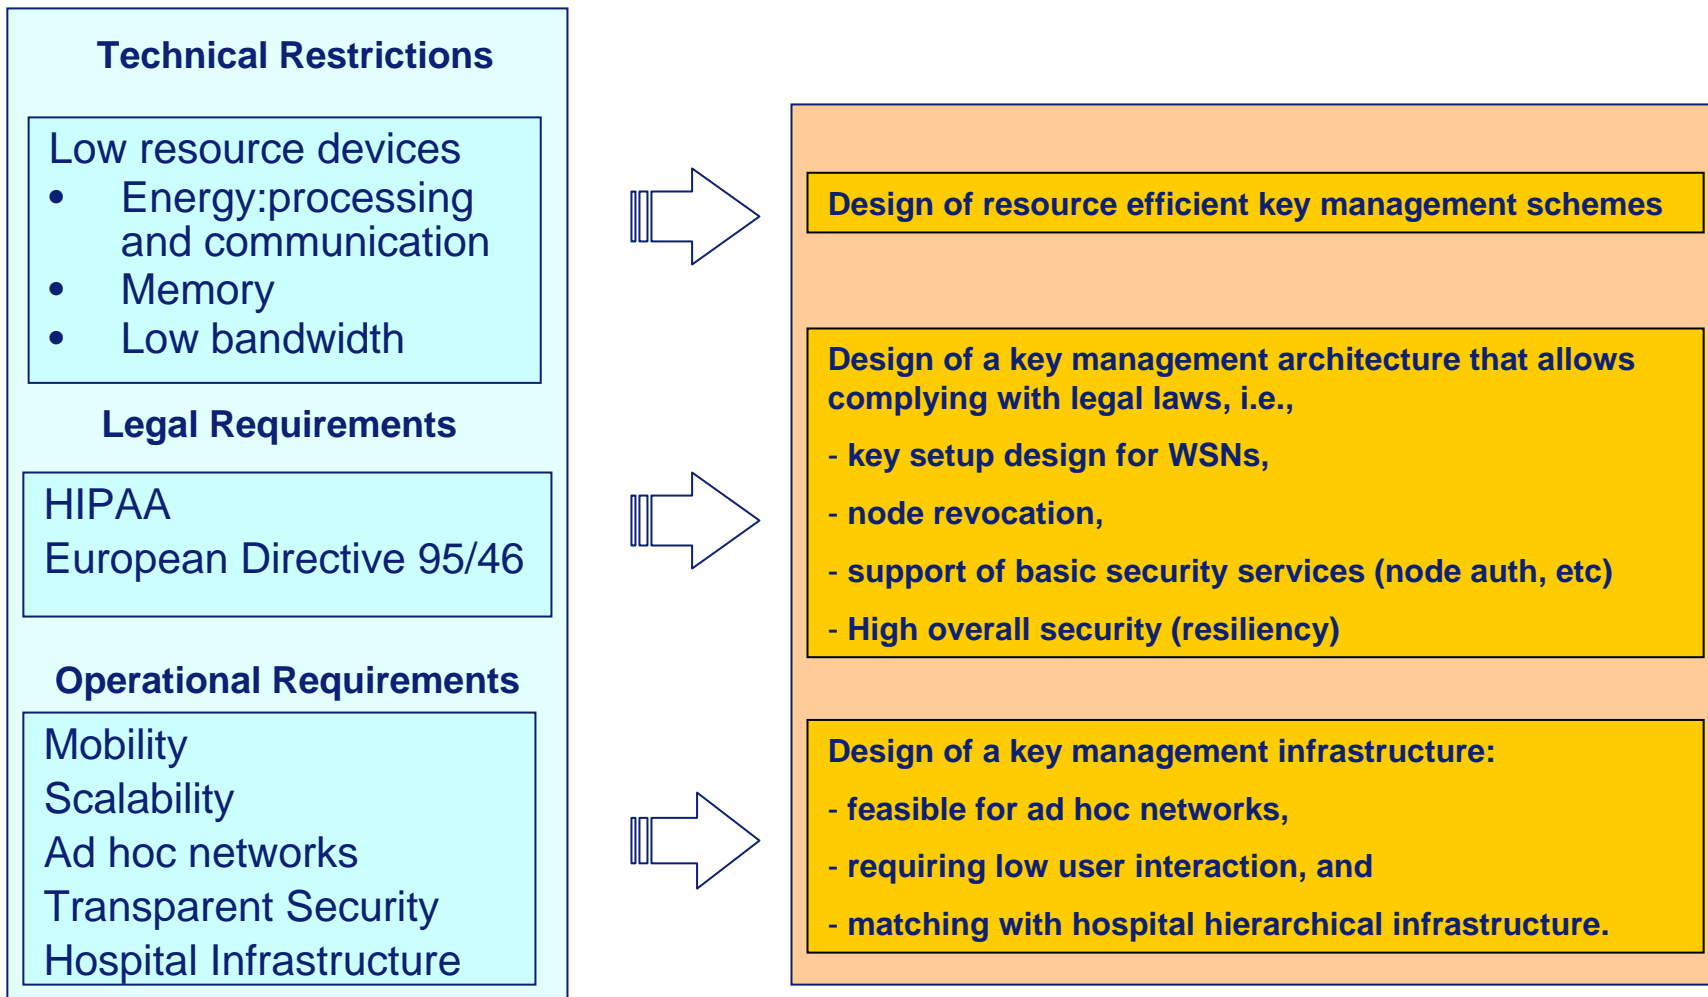 Technical Restrictions
Low resource devices
• Energy:processing
and communication
• Memory
• Low bandwidth
Legal Requirements
HIPAA
European Directive 95/46
Operational Requirements
Mobility
Scalability
Ad hoc networks
Transparent Security
Hospital Infrastructure
Design of resource efficient key management schemes
Design of a key management architecture that allows
complying with legal laws, i.e.,
- key setup design for WSNs,
- node revocation,
- support of basic security services (node auth, etc)
- High overall security (resiliency)
Design of a key management infrastructure:
- feasible for ad hoc networks,
- requiring low user interaction, and
- matching with hospital hierarchical infrastructure.